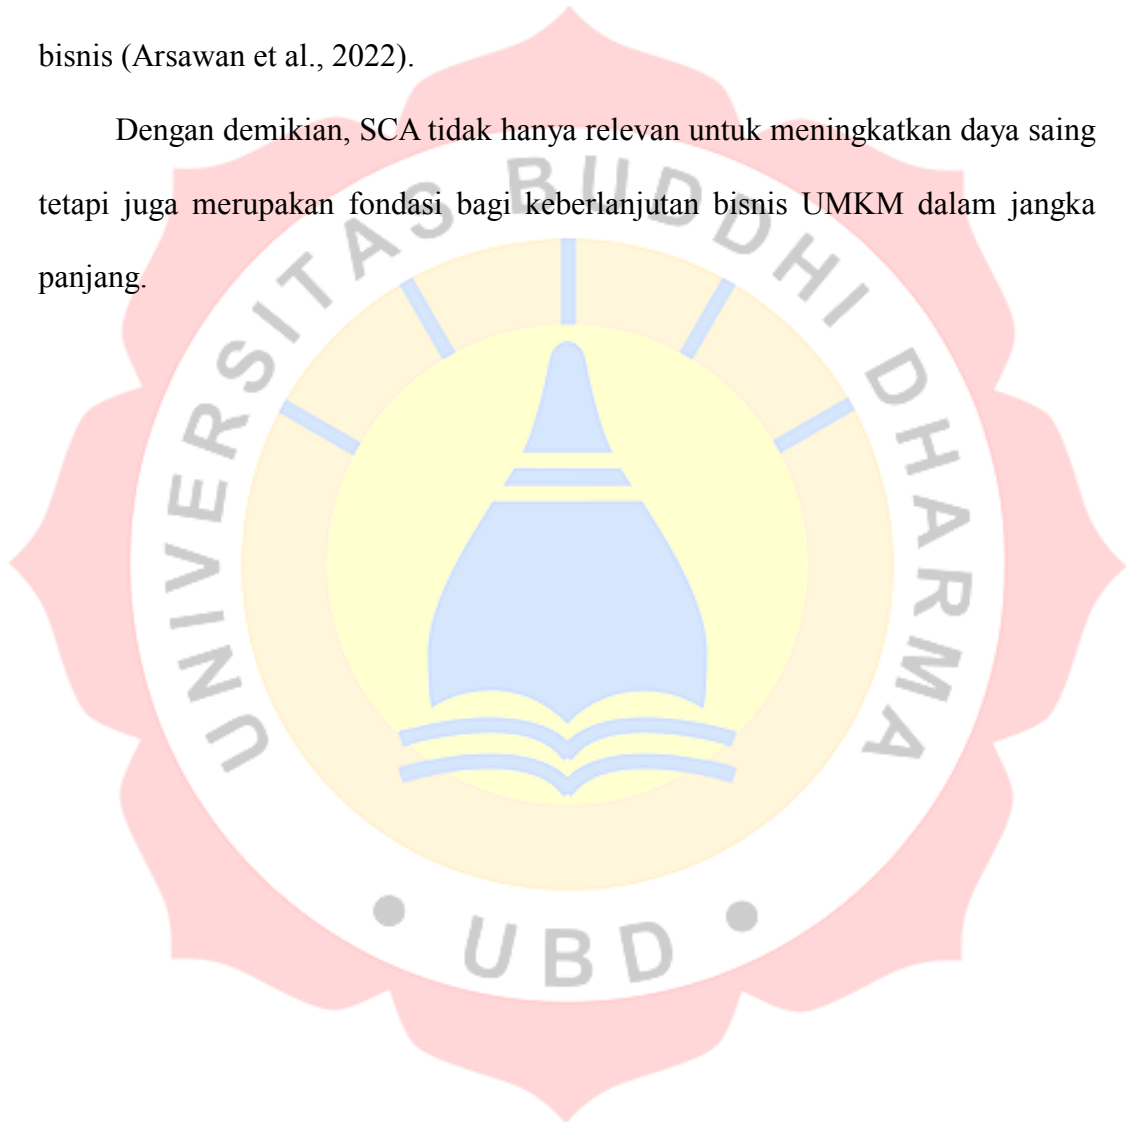 bisnis (Arsawan et al., 2022).
Dengan demikian, SCA tidak hanya relevan untuk meningkatkan daya saing
tetapi juga merupakan fondasi bagi keberlanjutan bisnis UMKM dalam jangka
panjang.
UNIVERSITAS BUDDHI DHARMA
• UBD •